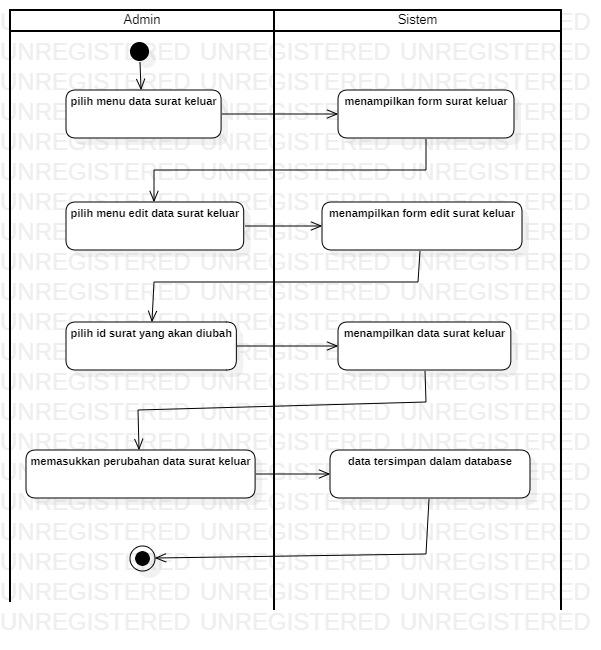 Admin
Sistem
pilih menu data surat keluar
menampilkan form surat keluar
pilih menu edit data surat keluar
menampilkan form edit surat keluar
pilih id surat yang akan diubah
menampilkan data surat keluar
memasukkan perubahan data surat keluar
data tersimpan dalam database
UNREGISTERED